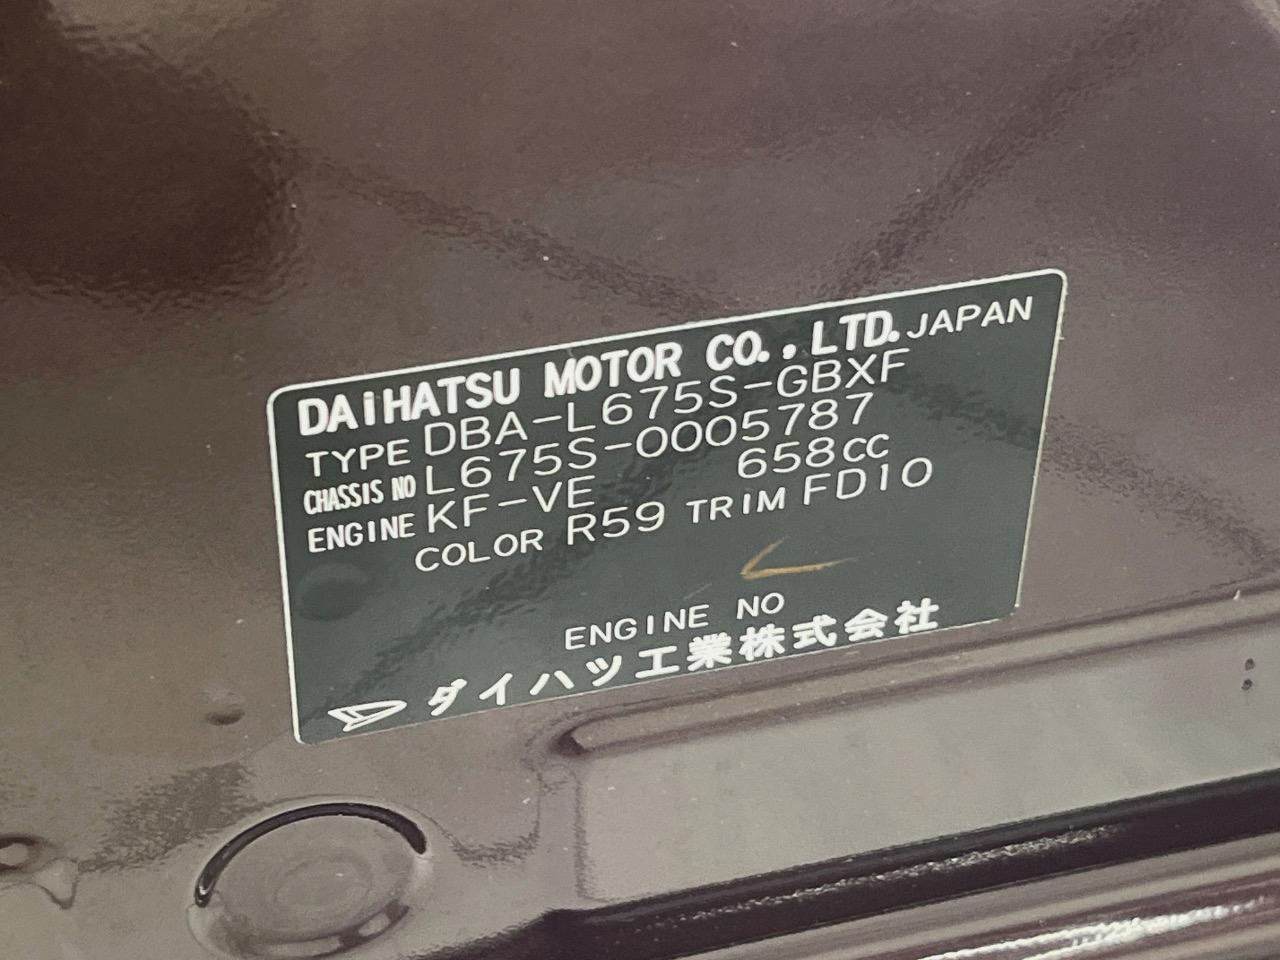 DAiHATSU MOTOR CO., LTD. JAPAN
TYPE DBA-L675S-GBXF
CHASSIS NO L675S-0005787
ENGINE KF-VE 658cc
COLOR R59 TRIM FD10
ENGINE NO
ダイハツ工業株式会社